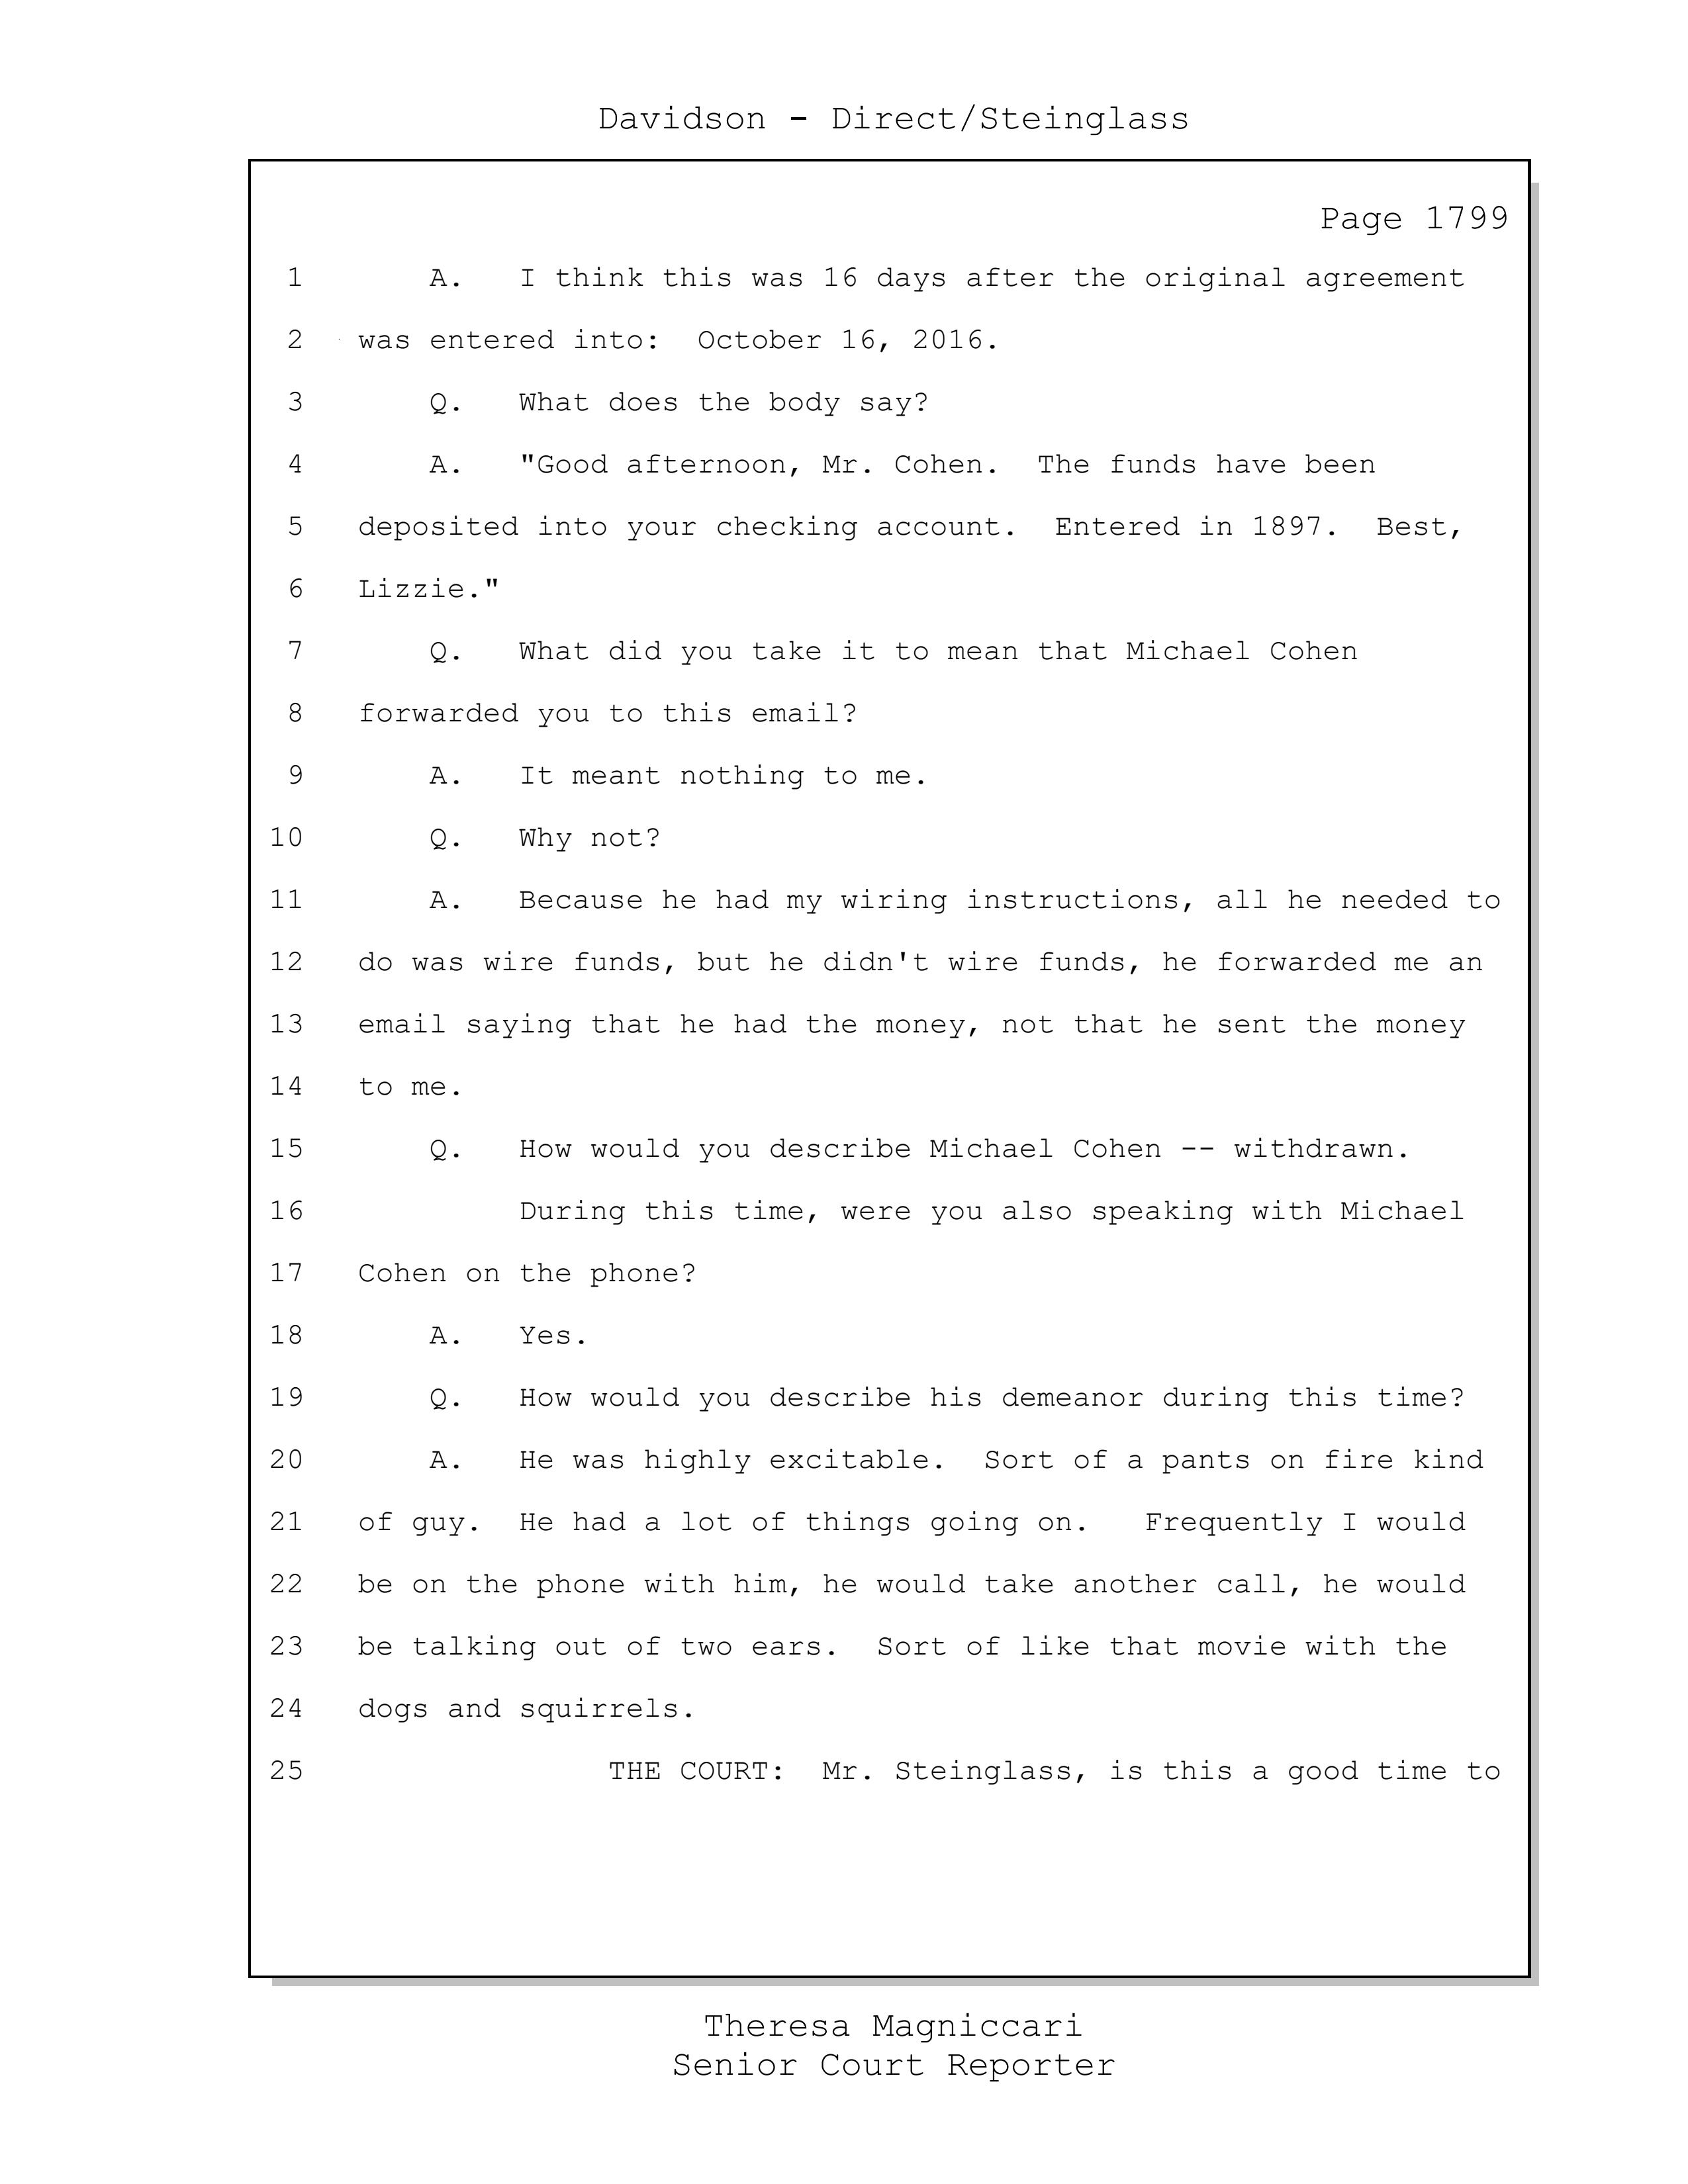 Davidson - Direct/Steinglass
Page 1799
1 A. I think this was 16 days after the original agreement
2 was entered into: October 16, 2016.
3 Q. What does the body say?
4 A. "Good afternoon, Mr. Cohen. The funds have been
5 deposited into your checking account. Entered in 1897. Best,
6 Lizzie."
7 Q. What did you take it to mean that Michael Cohen
8 forwarded you to this email?
9 A. It meant nothing to me.
10 Q. Why not?
11 A. Because he had my wiring instructions, all he needed to
12 do was wire funds, but he didn't wire funds, he forwarded me an
13 email saying that he had the money, not that he sent the money
14 to me.
15 Q. How would you describe Michael Cohen -- withdrawn.
16 During this time, were you also speaking with Michael
17 Cohen on the phone?
18 A. Yes.
19 Q. How would you describe his demeanor during this time?
20 A. He was highly excitable. Sort of a pants on fire kind
21 of guy. He had a lot of things going on. Frequently I would
22 be on the phone with him, he would take another call, he would
23 be talking out of two ears. Sort of like that movie with the
24 dogs and squirrels.
25 THE COURT: Mr. Steinglass, is this a good time to
Theresa Magniccari
Senior Court Reporter